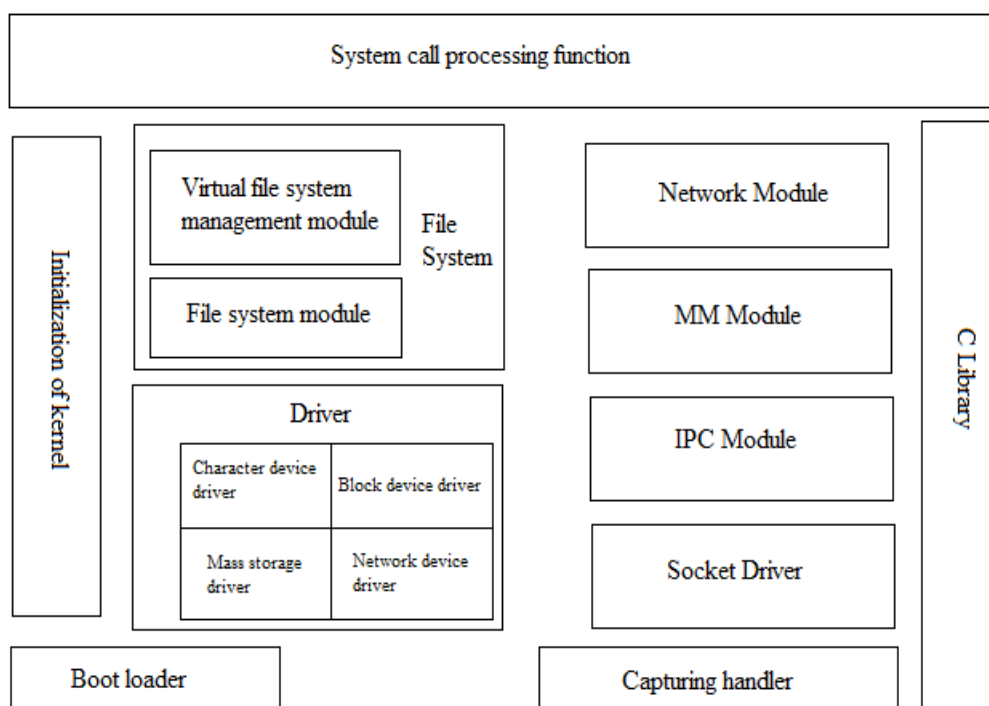 System call processing function
Initialization of kernel
Virtual file system
management module
File
System
File system module
Driver
Character device
driver
Block device driver
Mass storage
driver
Network device
driver
Network Module
MM Module
IPC Module
Socket Driver
C Library
Boot loader
Capturing handler